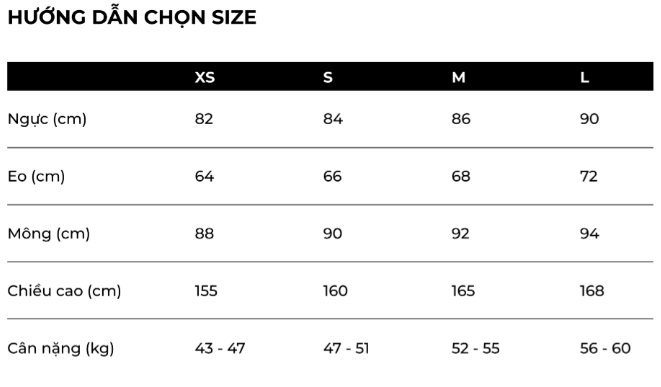 HƯỚNG DẪN CHỌN SIZE
XS S M L
Ngực (cm) 82 84 86 90
Eo (cm) 64 66 68 72
Mông (cm) 88 90 92 94
Chiều cao (cm) 155 160 165 168
Cân nặng (kg) 43 - 47 47 - 51 52 - 55 56 - 60